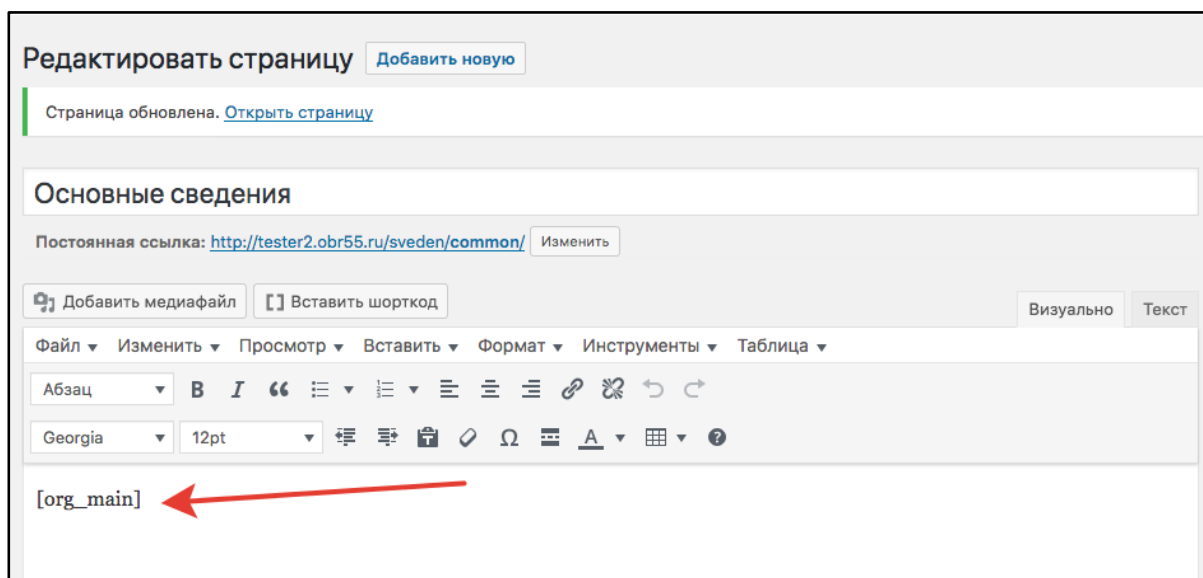 Редактировать страницу Добавить новую
Страница обновлена. Открыть страницу
Основные сведения
Постоянная ссылка: http://tester2.obr55.ru/sveden/common/ Изменить
Добавить медиафайл [ ] Вставить шорткод
Визуально Текст
Файл Изменить Просмотр Вставить Формат Инструменты Таблица
Абзац B I
Georgia 12pt Ω A
[org_main]